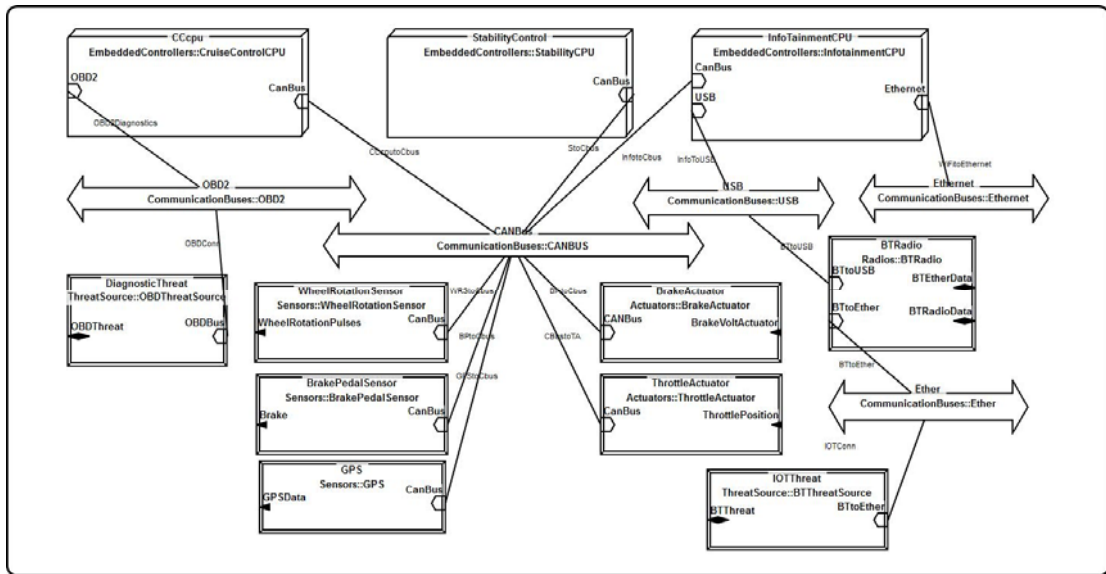 CCcpu
EmbeddedControllers::CruiseControlCPU
OBD2
CanBus
OBD2Diagnostics
StabilityControl
EmbeddedControllers::StabilityCPU
CanBus
InfoTainmentCPU
EmbeddedControllers::InfotainmentCPU
CanBus
USB
Ethernet
CCcputoCbus
StoCbus
InfotoCbus
InfoToUSB
WiFitoEthernet
OBD2
CommunicationBuses::OBD2
USB
CommunicationBuses::USB
Ethernet
CommunicationBuses::Ethernet
CANBus
CommunicationBuses::CANBUS
OBDConn
BTtoUSB
DiagnosticThreat
ThreatSource::OBDThreatSource
OBDThreat
OBDBus
WheelRotationSensor
Sensors::WheelRotationSensor
WheelRotationPulses
CanBus
WRStoCbus
BrakeActuator
Actuators::BrakeActuator
CANBus
BrakeVoltActuator
BTRadio
Radios::BTRadio
BTtoUSB
BTEtherData
BTtoEther
BTRadioData
BPtoCbus
CBustoTA
GPStoCbus
BTtoEther
BrakePedalSensor
Sensors::BrakePedalSensor
Brake
CanBus
ThrottleActuator
Actuators::ThrottleActuator
CanBus
ThrottlePosition
Ether
CommunicationBuses::Ether
IOTConn
GPS
Sensors::GPS
GPSData
CanBus
IOTThreat
ThreatSource::BTThreatSource
BTThreat
BTtoEther